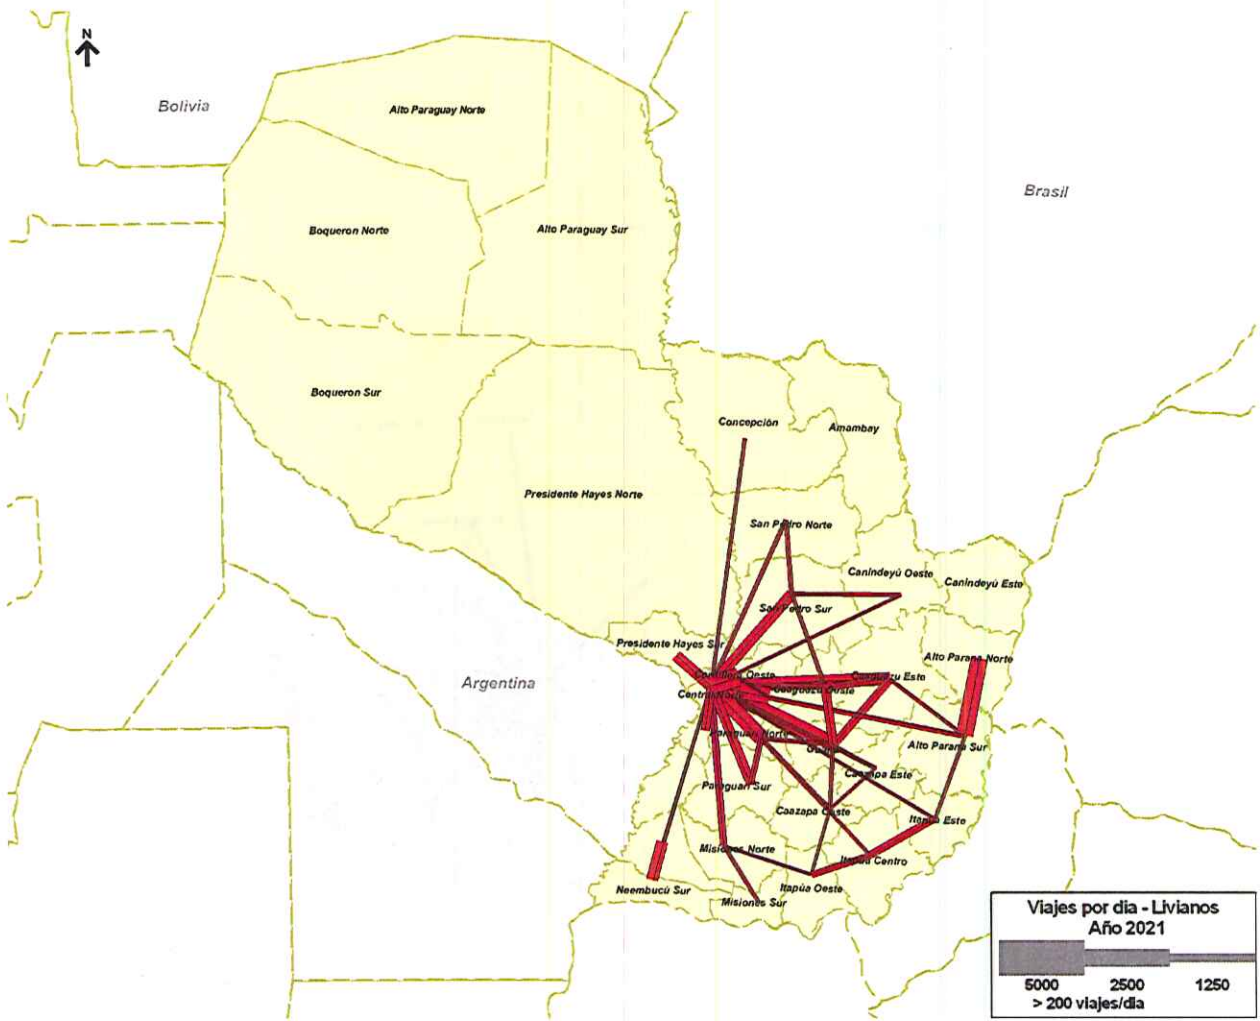 N
Bolivia
Alto Paraguay Norte
Brasil
Boqueron Norte
Alto Paraguay Sur
Boqueron Sur
Concepción
Amambay
Presidente Hayes Norte
San Pedro Norte
Canindeyú Oeste
Canindeyú Este
San Pedro Sur
Presidente Hayes Sur
Alto Parana Norte
Cordillera Oeste
Caaguazu Este
Argentina
Central Norte
Caaguazu Oeste
Paraguari Norte
Alto Parana Sur
Caazapa Este
Paraguari Sur
Caazapa Oeste
Itapúa Este
Misiones Norte
Itapúa Centro
Neembucú Sur
Itapúa Oeste
Misiones Sur
Viajes por dia - Livianos
Año 2021
5000 2500 1250
> 200 viajes/dia